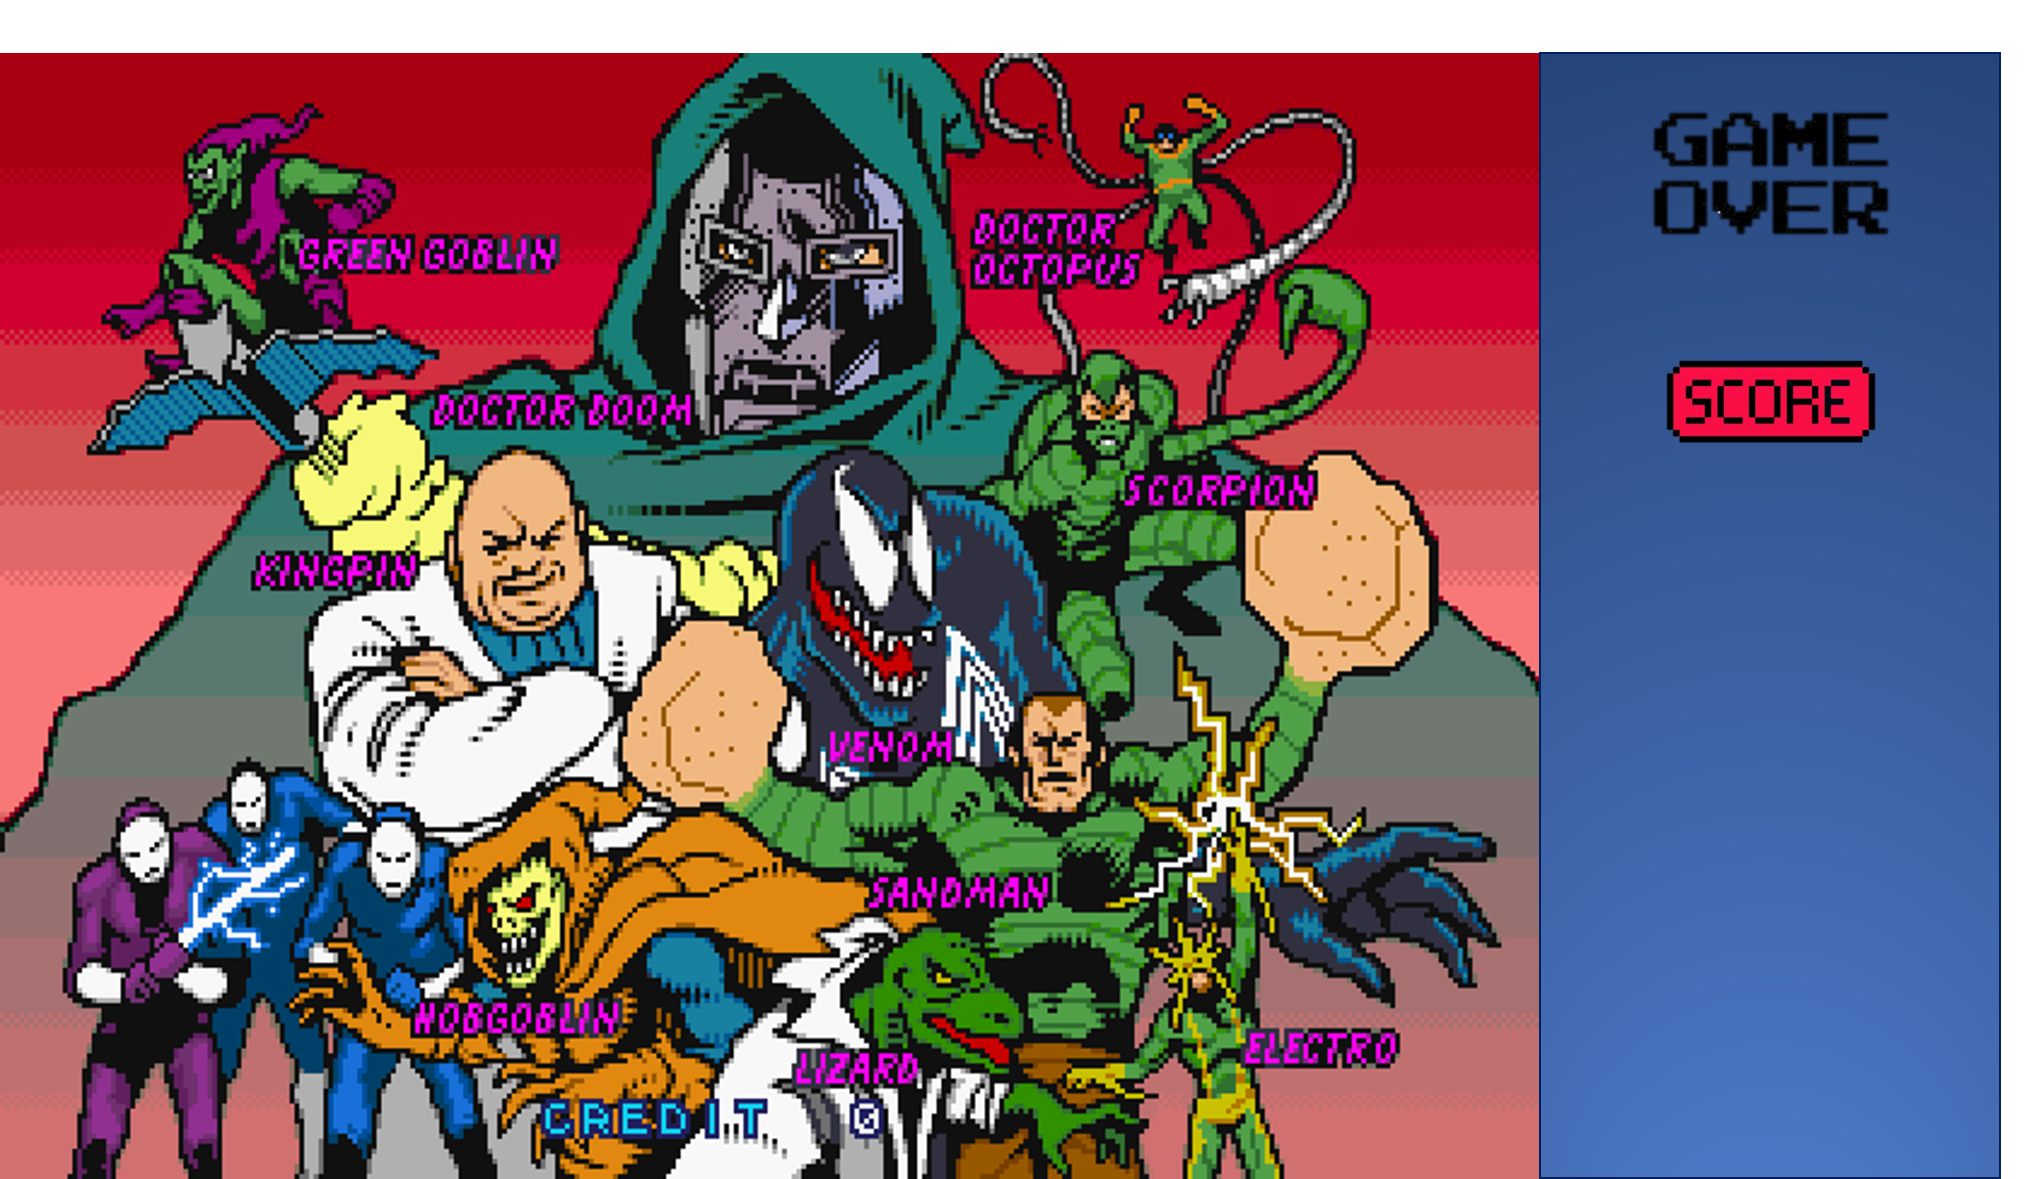 GREEN GOBLIN
DOCTOR
OCTOPUS
DOCTOR DOOM
SCORPION
KINGPIN
VENOM
SANDMAN
HOBGOBLIN
ELECTRO
LIZARD
CREDIT 0
GAME
OVER
SCORE